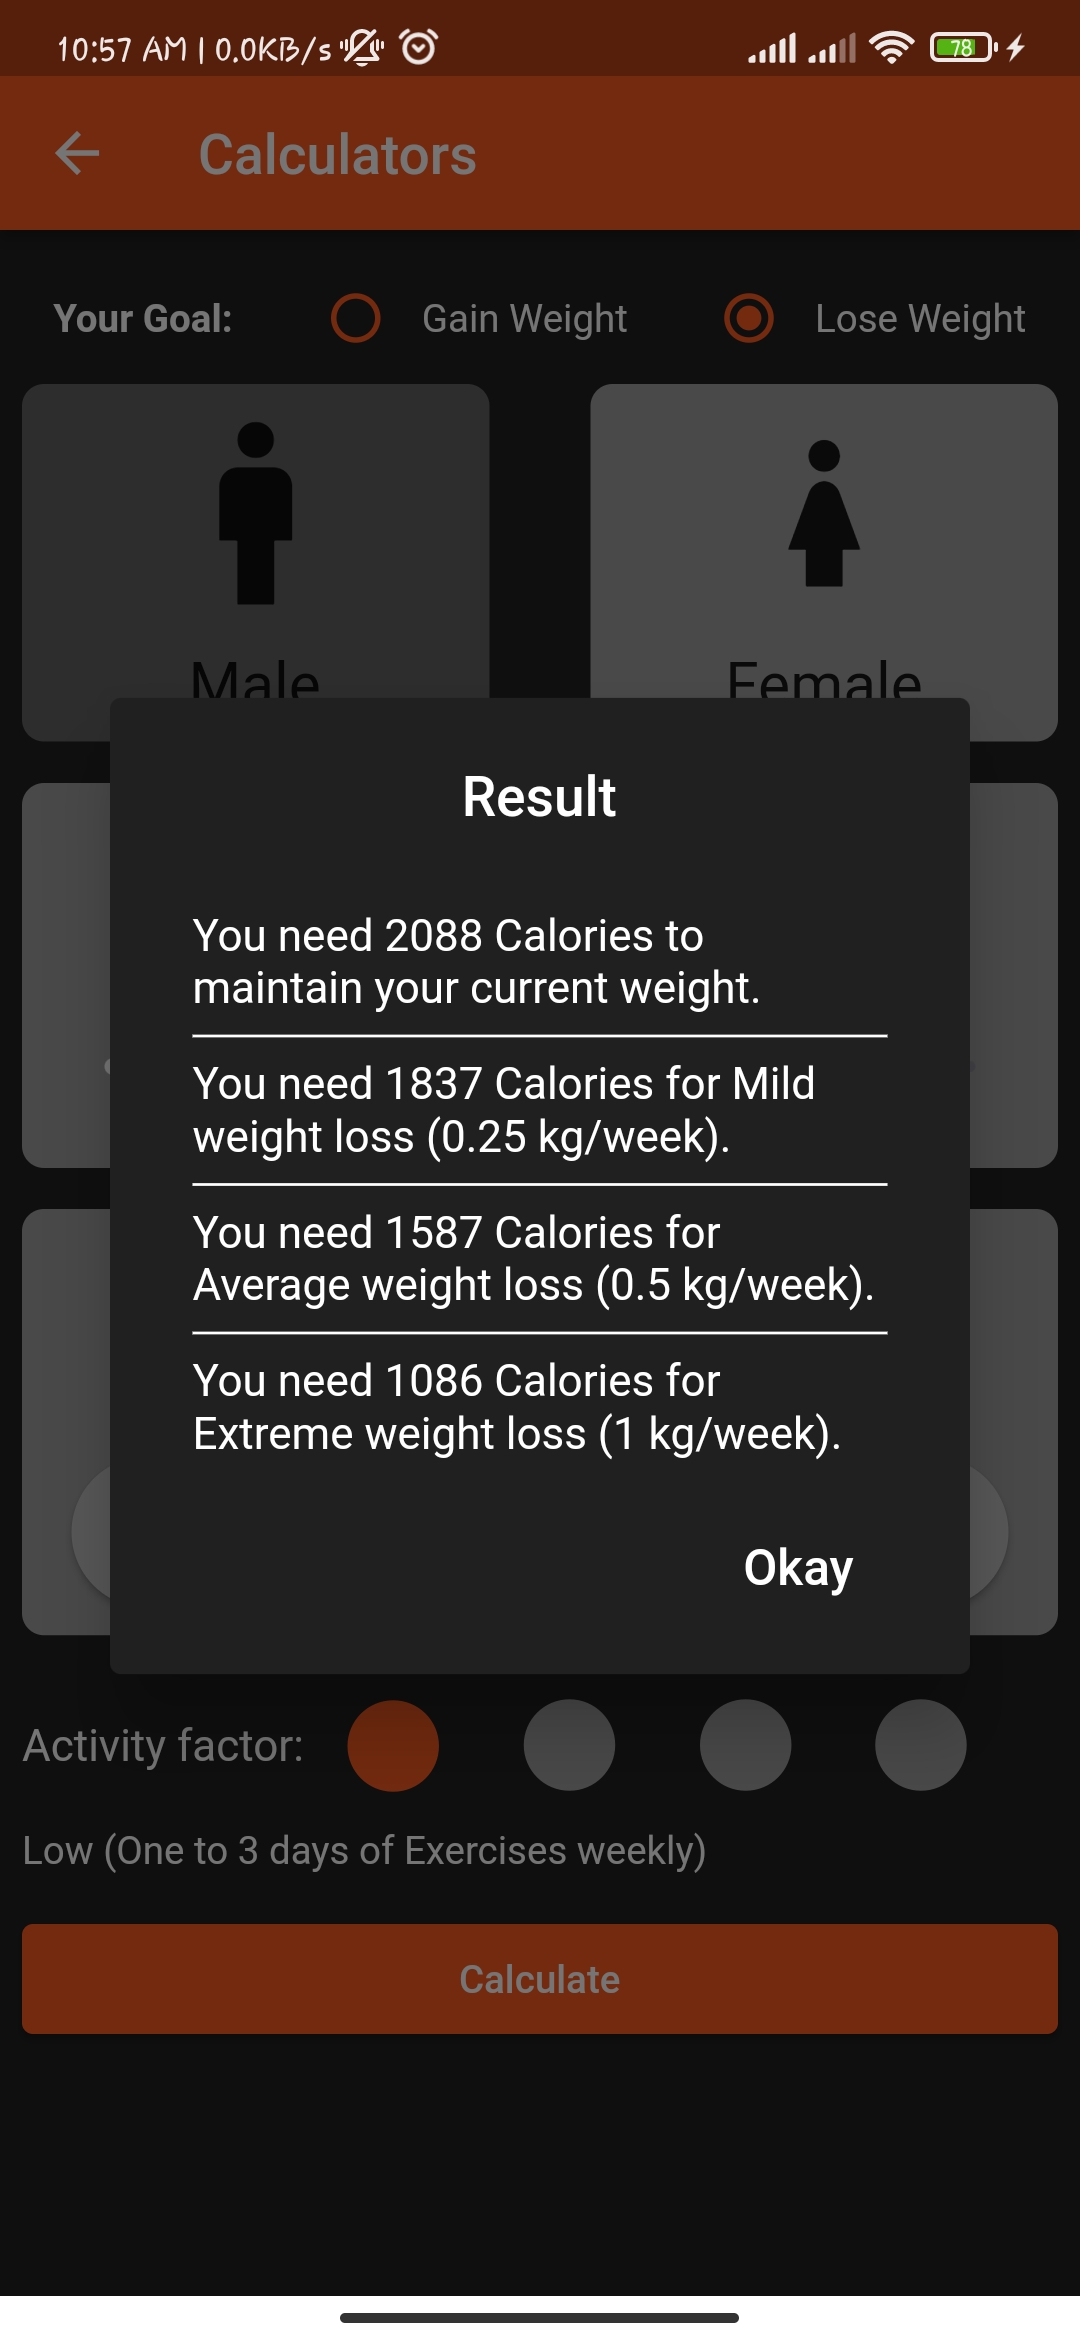 10:57 AM | 0.0KB/s
78
Calculators
Your Goal:
Gain Weight
Lose Weight
Male
Female
Result
You need 2088 Calories to
maintain your current weight.
You need 1837 Calories for Mild
weight loss (0.25 kg/week).
You need 1587 Calories for
Average weight loss (0.5 kg/week).
You need 1086 Calories for
Extreme weight loss (1 kg/week).
Okay
Activity factor:
Low (One to 3 days of Exercises weekly)
Calculate